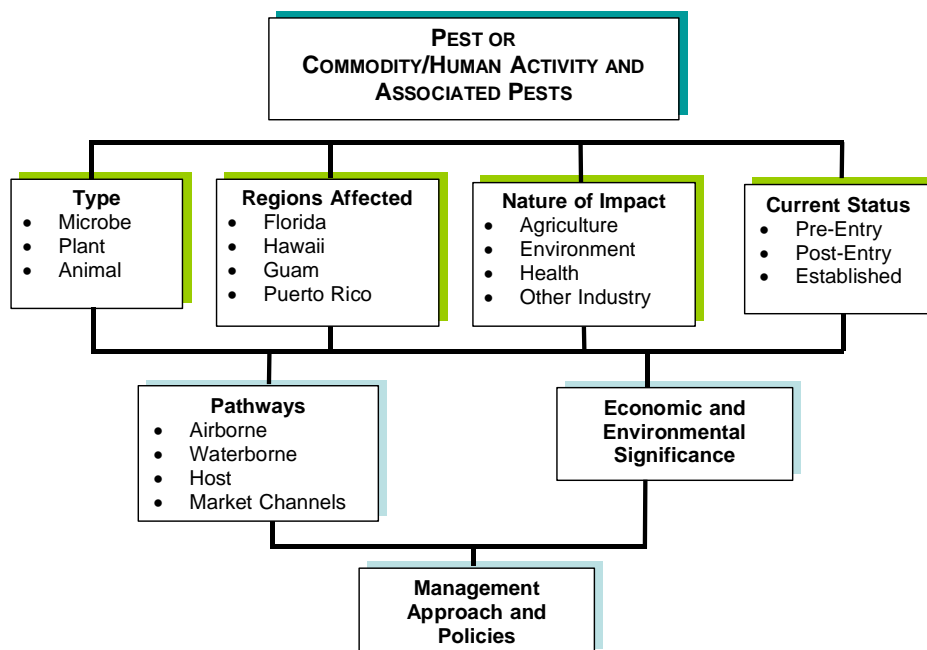 PEST OR
COMMODITY/HUMAN ACTIVITY AND
ASSOCIATED PESTS
Type
• Microbe
• Plant
• Animal
Regions Affected
• Florida
• Hawaii
• Guam
• Puerto Rico
Nature of Impact
• Agriculture
• Environment
• Health
• Other Industry
Current Status
• Pre-Entry
• Post-Entry
• Established
Pathways
• Airborne
• Waterborne
• Host
• Market Channels
Economic and
Environmental
Significance
Management
Approach and
Policies